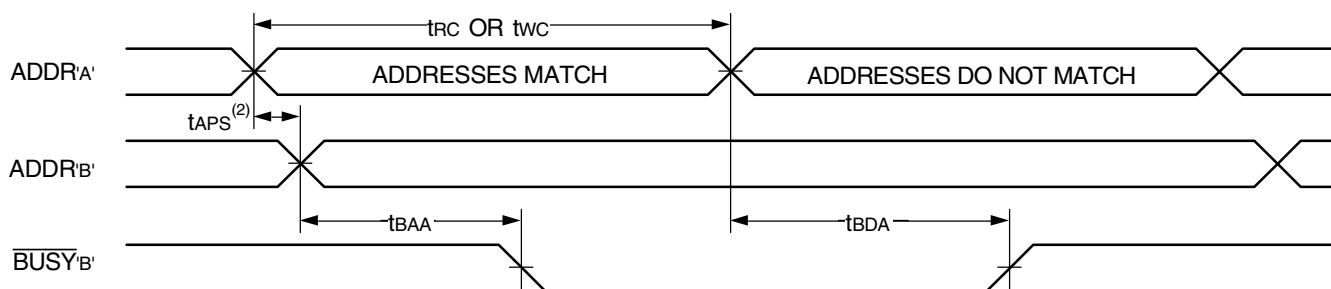 tRC OR tWC
ADDR'A'
ADDRESSES MATCH
ADDRESSES DO NOT MATCH
tAPS(2)
ADDR'B'
tBAA
tBDA
BUSY'B'